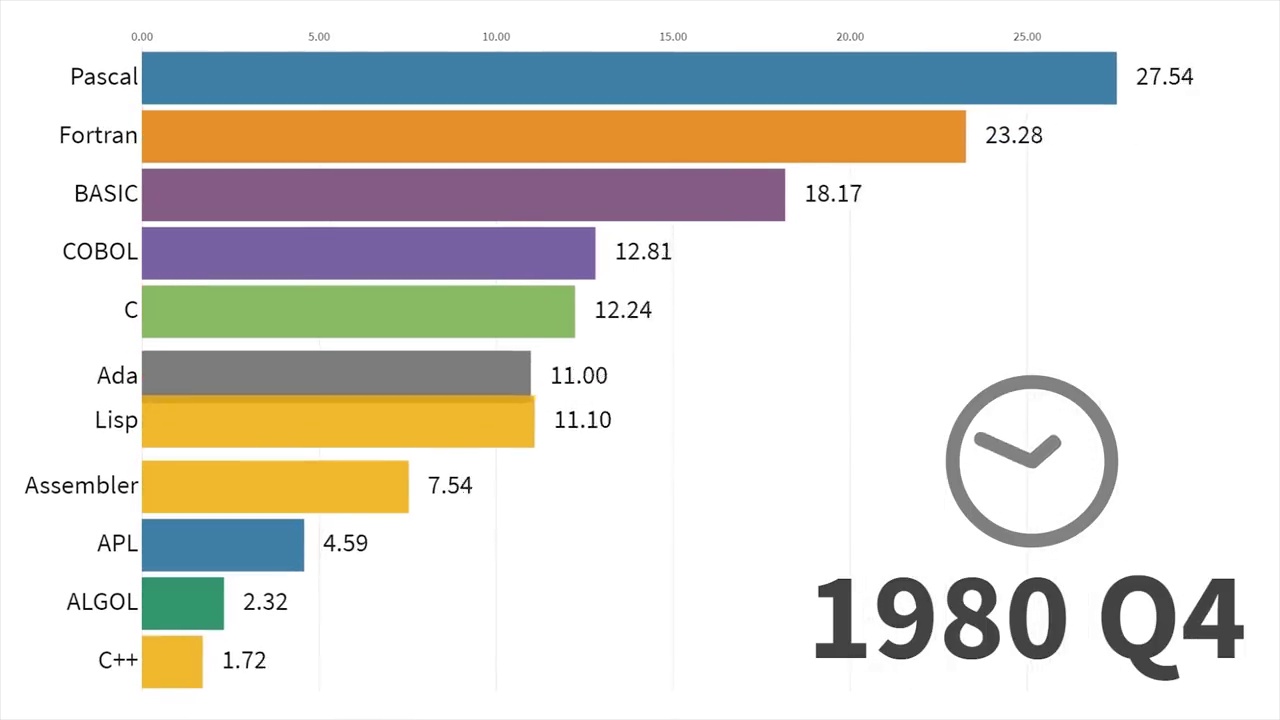 0.00 5.00 10.00 15.00 20.00 25.00
Pascal 27.54
Fortran 23.28
BASIC 18.17
COBOL 12.81
C 12.24
Ada 11.00
Lisp 11.10
Assembler 7.54
APL 4.59
ALGOL 2.32
C++ 1.72
1980 Q4